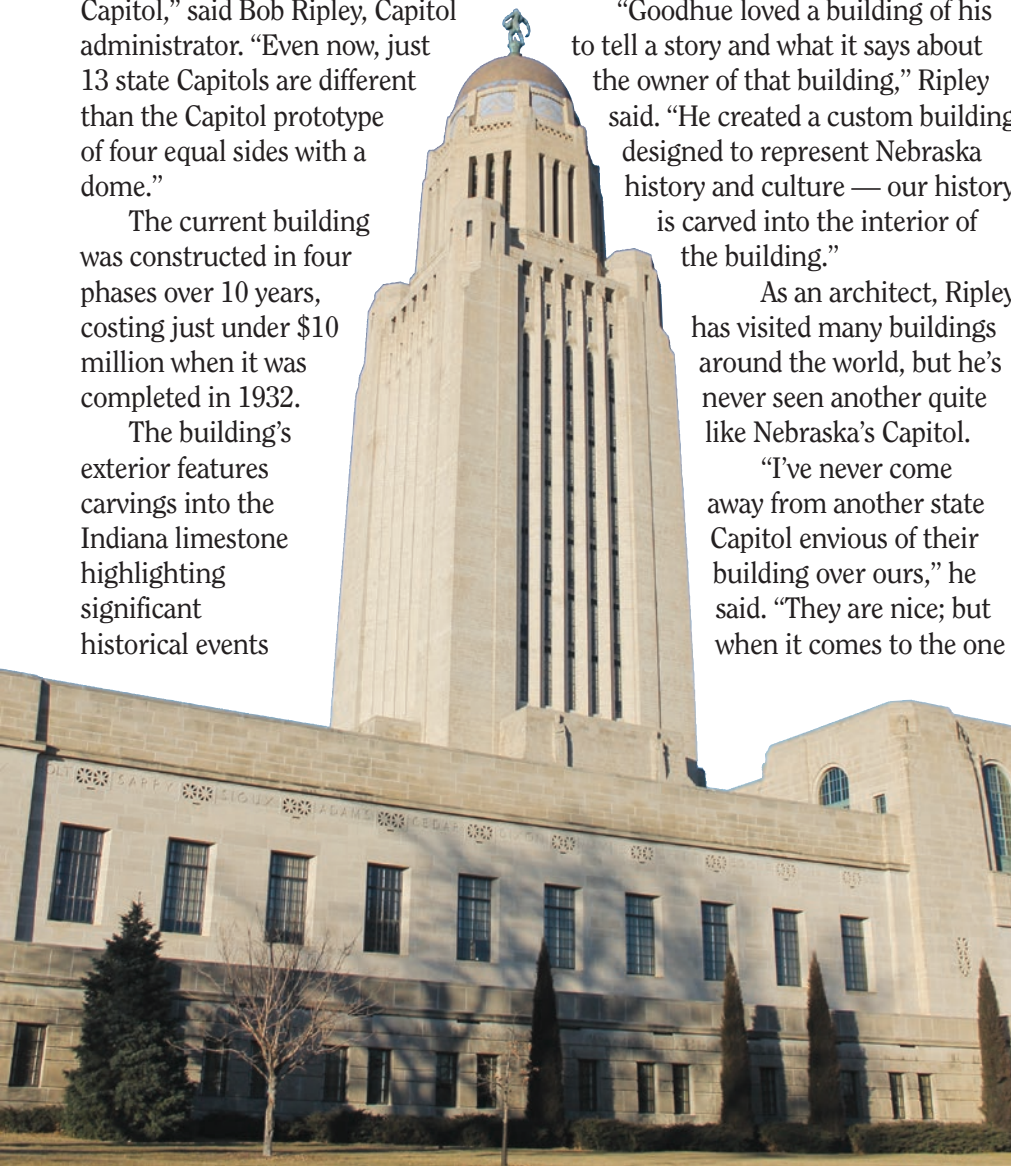 Capitol,” said Bob Ripley, Capitol
administrator. “Even now, just
13 state Capitols are different
than the Capitol prototype
of four equal sides with a
dome.”
The current building
was constructed in four
phases over 10 years,
costing just under $10
million when it was
completed in 1932.
The building’s
exterior features
carvings into the
Indiana limestone
highlighting
significant
historical events
“Goodhue loved a building of his
to tell a story and what it says about
the owner of that building,” Ripley
said. “He created a custom building
designed to represent Nebraska
history and culture — our history
is carved into the interior of
the building.”
As an architect, Ripley
has visited many buildings
around the world, but he’s
never seen another quite
like Nebraska’s Capitol.
“I’ve never come
away from another state
Capitol envious of their
building over ours,” he
said. “They are nice; but
when it comes to the one
SARPY SIOUX ADAMS CEDAR DIXON